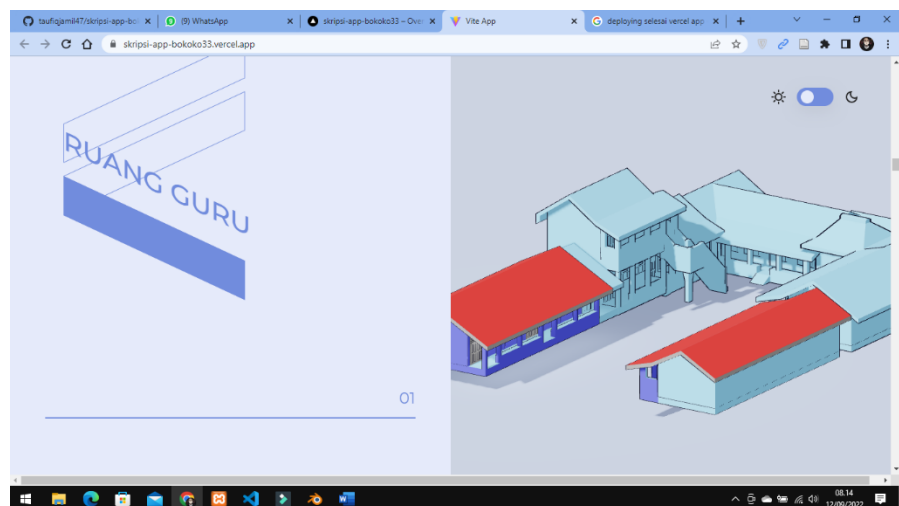 taufiqjamil47/skripsi-app-bo
(9) WhatsApp
skripsi-app-bokoko33 – Ove
Vite App
deploying selesai vercel app
skripsi-app-bokoko33.vercel.app
RUANG GURU
01
08.14
12/09/2022